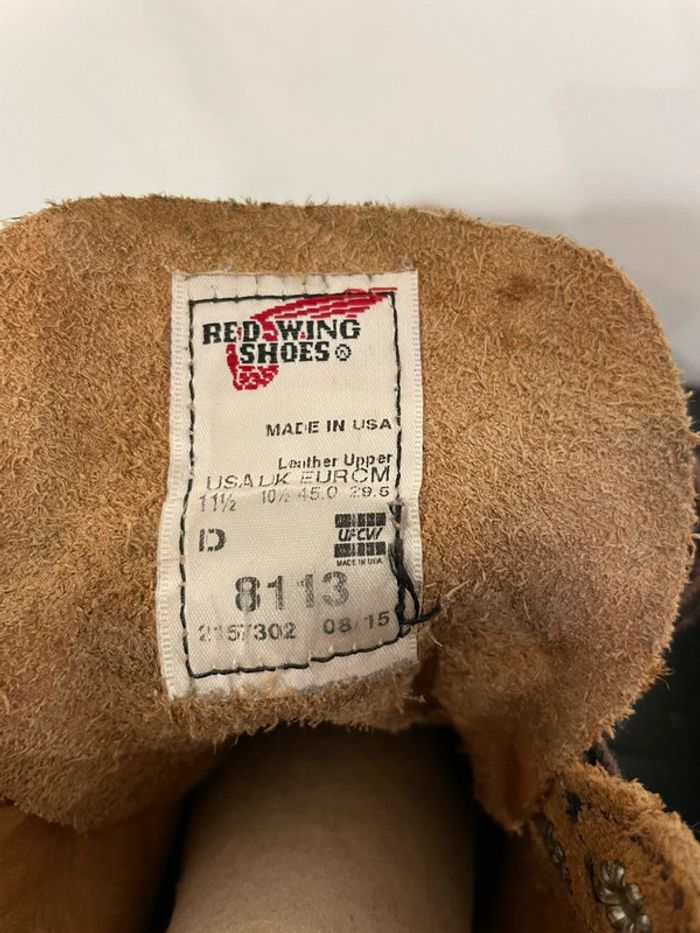 RED WING
SHOES®
MADE IN USA
Leather Upper
USA UK EUR CM
11½ 10½ 45.0 29.5
D
UFCW
MADE IN USA
8113
2157302 08/15